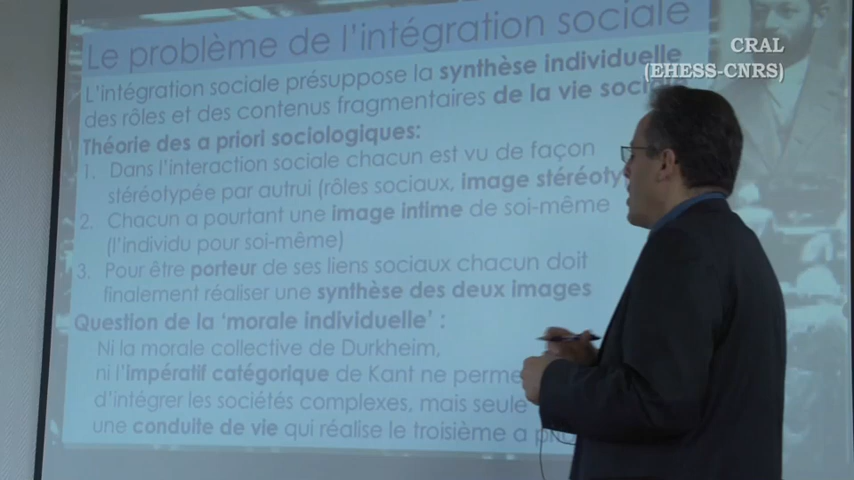 Le problème de l'intégration sociale
CRAL
(EHESS-CNRS)
L'intégration sociale présuppose la synthèse individuelle
des rôles et des contenus fragmentaires de la vie
Théorie des a priori sociologiques:
1. Dans l'interaction sociale chacun est vu de façon
stéréotypée par autrui (rôles sociaux, image
2. Chacun a pourtant une image intime de soi-même
(l'individu pour soi-même)
3. Pour être porteur de ses liens sociaux chacun doit
finalement réaliser une synthèse des deux images
Question de la 'morale individuelle' :
Ni la morale collective de Durkheim,
ni l'impératif catégorique de Kant ne
d'intégrer les sociétés complexes, mais seule
une conduite de vie qui réalise le troisième a